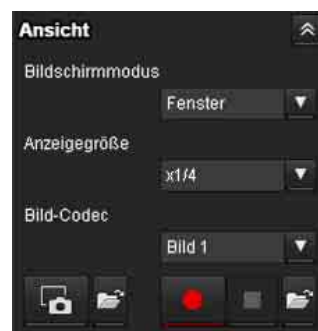 Ansicht
Bildschirmmodus
Fenster
Anzeigegröße
x1/4
Bild-Codec
Bild 1